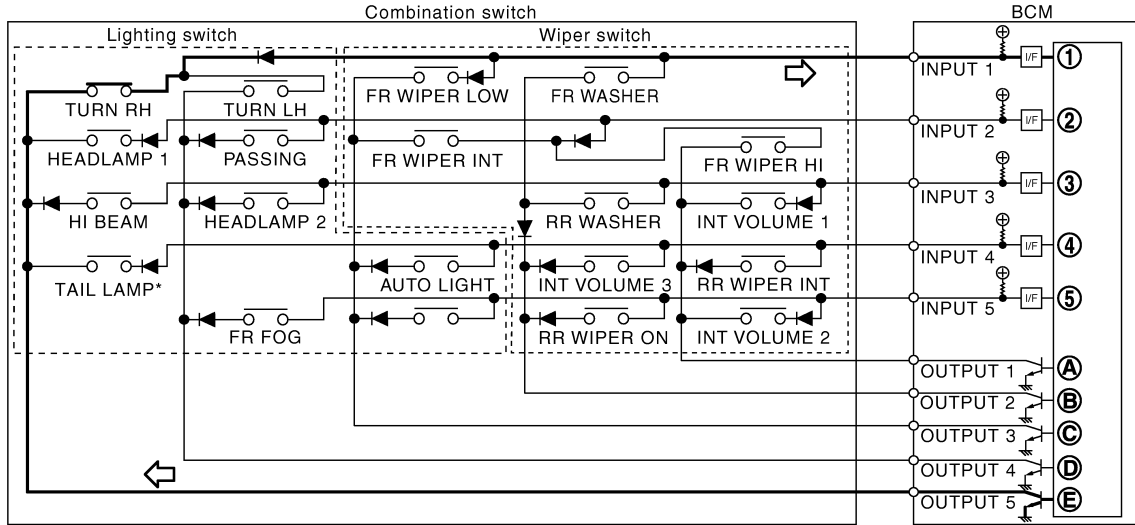 Combination switch
BCM
Lighting switch
Wiper switch
INPUT 1
I/F
1
TURN RH
TURN LH
FR WIPER LOW
FR WASHER
INPUT 2
I/F
2
HEADLAMP 1
PASSING
FR WIPER INT
FR WIPER HI
INPUT 3
I/F
3
HI BEAM
HEADLAMP 2
RR WASHER
INT VOLUME 1
INPUT 4
I/F
4
TAIL LAMP*
AUTO LIGHT
INT VOLUME 3
RR WIPER INT
INPUT 5
I/F
5
FR FOG
RR WIPER ON
INT VOLUME 2
OUTPUT 1
A
OUTPUT 2
B
OUTPUT 3
C
OUTPUT 4
D
OUTPUT 5
E